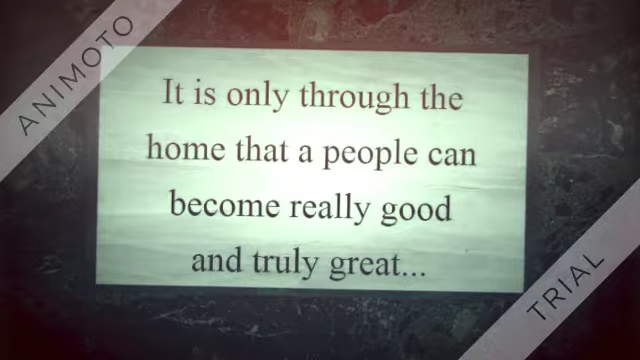 ANIMOTO
It is only through the
home that a people can
become really good
and truly great...
TRIAL